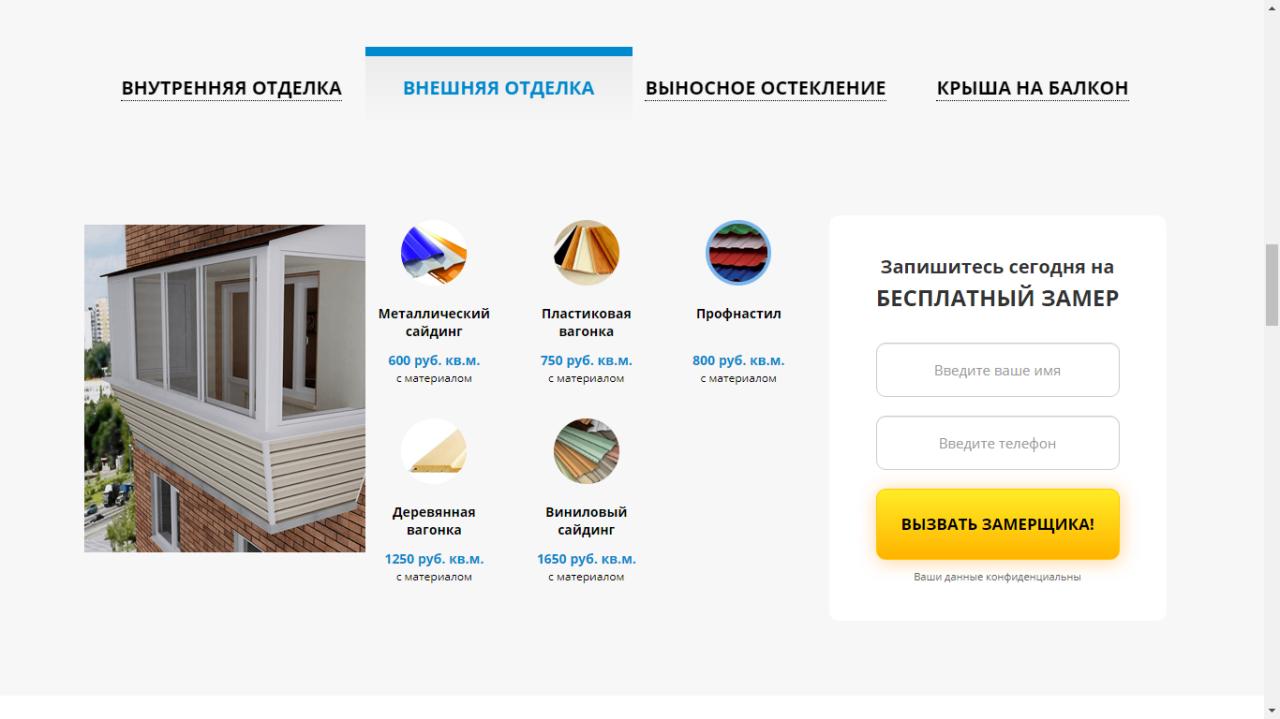 ВНУТРЕННЯЯ ОТДЕЛКА
ВНЕШНЯЯ ОТДЕЛКА
ВЫНОСНОЕ ОСТЕКЛЕНИЕ
КРЫША НА БАЛКОН
Металлический
сайдинг
600 руб. кв.м.
с материалом
Пластиковая
вагонка
750 руб. кв.м.
с материалом
Профнастил
800 руб. кв.м.
с материалом
Деревянная
вагонка
1250 руб. кв.м.
с материалом
Виниловый
сайдинг
1650 руб. кв.м.
с материалом
Запишитесь сегодня на
БЕСПЛАТНЫЙ ЗАМЕР
Введите ваше имя
Введите телефон
ВЫЗВАТЬ ЗАМЕРЩИКА!
Ваши данные конфиденциальны